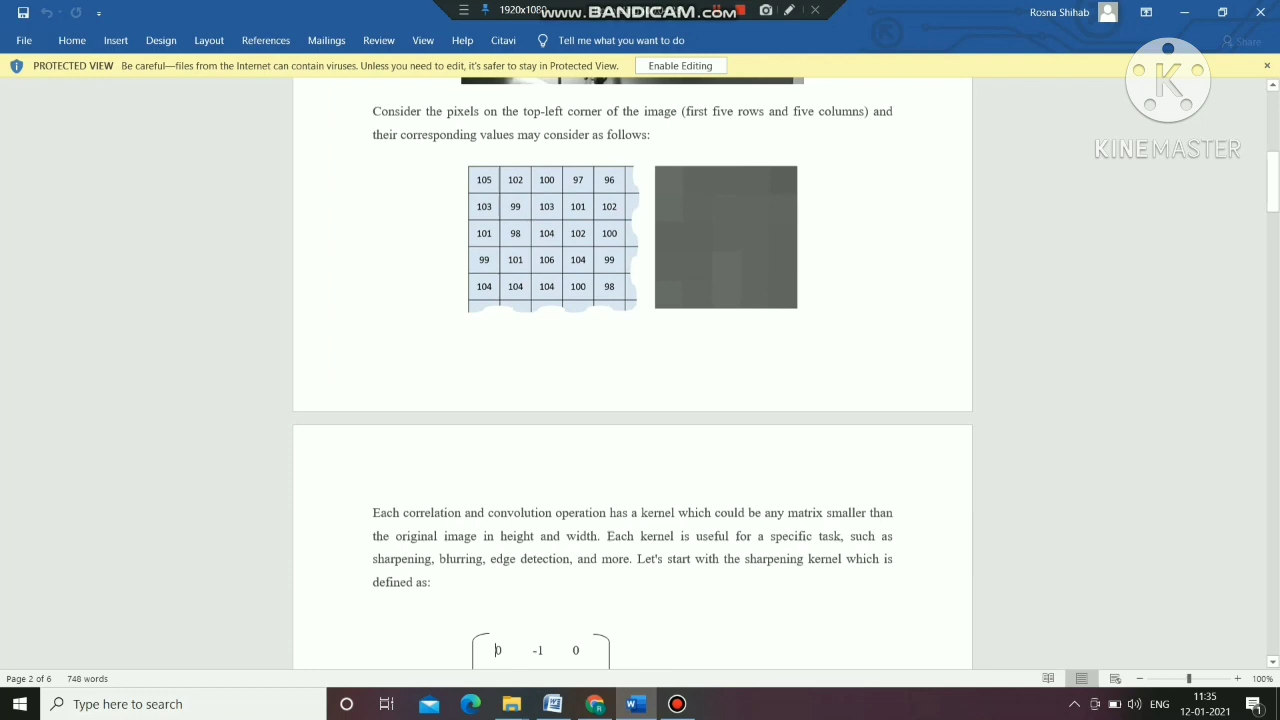 1920x1080
WWW.BANDICAM.COM
Rosna Shihab
File Home Insert Design Layout References Mailings Review View Help Citavi Tell me what you want to do Share
PROTECTED VIEW Be careful—files from the Internet can contain viruses. Unless you need to edit, it's safer to stay in Protected View. Enable Editing
K
KINEMASTER
Consider the pixels on the top-left corner of the image (first five rows and five columns) and
their corresponding values may consider as follows:
105 102 100 97 96
103 99 103 101 102
101 98 104 102 100
99 101 106 104 99
104 104 104 100 98
Each correlation and convolution operation has a kernel which could be any matrix smaller than
the original image in height and width. Each kernel is useful for a specific task, such as
sharpening, blurring, edge detection, and more. Let's start with the sharpening kernel which is
defined as:
0 -1 0
Page 2 of 6 748 words 100%
Type here to search
ENG
11:35
12-01-2021